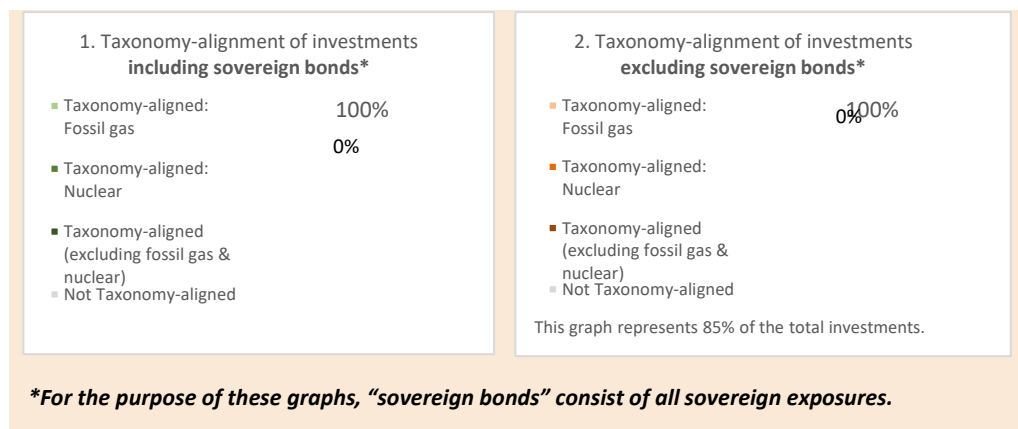 1. Taxonomy-alignment of investments
including sovereign bonds*
Taxonomy-aligned:
Fossil gas
Taxonomy-aligned:
Nuclear
Taxonomy-aligned
(excluding fossil gas &
nuclear)
Not Taxonomy-aligned
100%
0%
2. Taxonomy-alignment of investments
excluding sovereign bonds*
Taxonomy-aligned:
Fossil gas
Taxonomy-aligned:
Nuclear
Taxonomy-aligned
(excluding fossil gas &
nuclear)
Not Taxonomy-aligned
0%
100%
This graph represents 85% of the total investments.
*For the purpose of these graphs, “sovereign bonds” consist of all sovereign exposures.